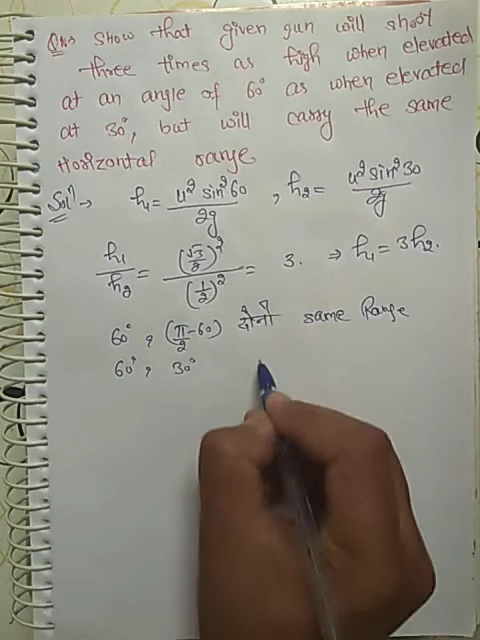 Qn→ Show that given gun will shoot
three times as high when elevated
at an angle of 60° as when elevated
at 30°, but will carry the same
Horizontal range.
Sol^n → h₁ = u² sin² 60 / 2g , h₂ = u² sin² 30 / 2g
h₁ / h₂ = (√3/2)² / (1/2)² = 3. ⇒ h₁ = 3h₂.
60° , (π/2 - 60) दोनों same Range
60° , 30°